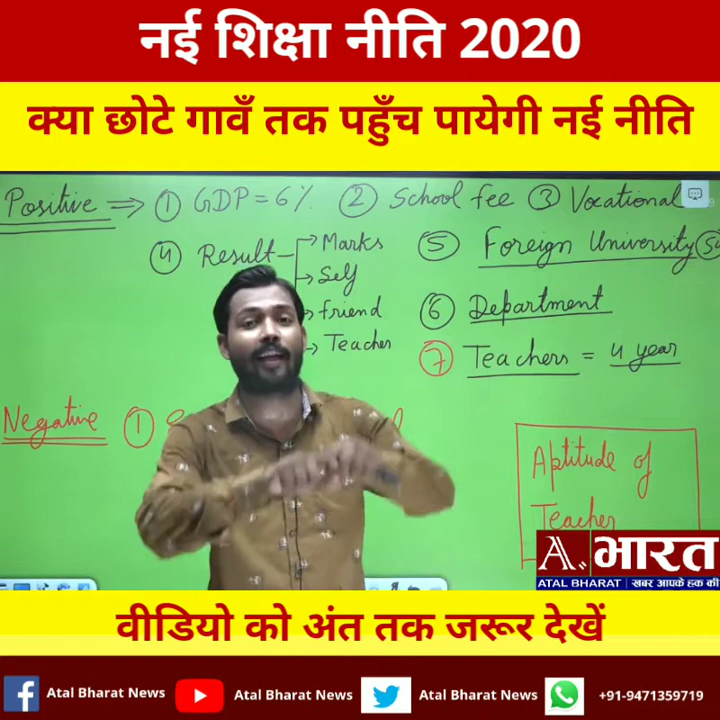 नई शिक्षा नीति 2020
क्या छोटे गावँ तक पहुँच पायेगी नई नीति
Positive ⇒ ① GDP = 6% ② School fee ③ Vocational
④ Result → Marks
→ Self
→ friend
→ Teacher
⑤ Foreign University
⑥ Department
⑦ Teachers = 4 year
Negative ①
Aptitude of
Teacher
A. भारत
ATAL BHARAT | खबर आपके हक की
वीडियो को अंत तक जरूर देखें
Atal Bharat News Atal Bharat News Atal Bharat News +91-9471359719